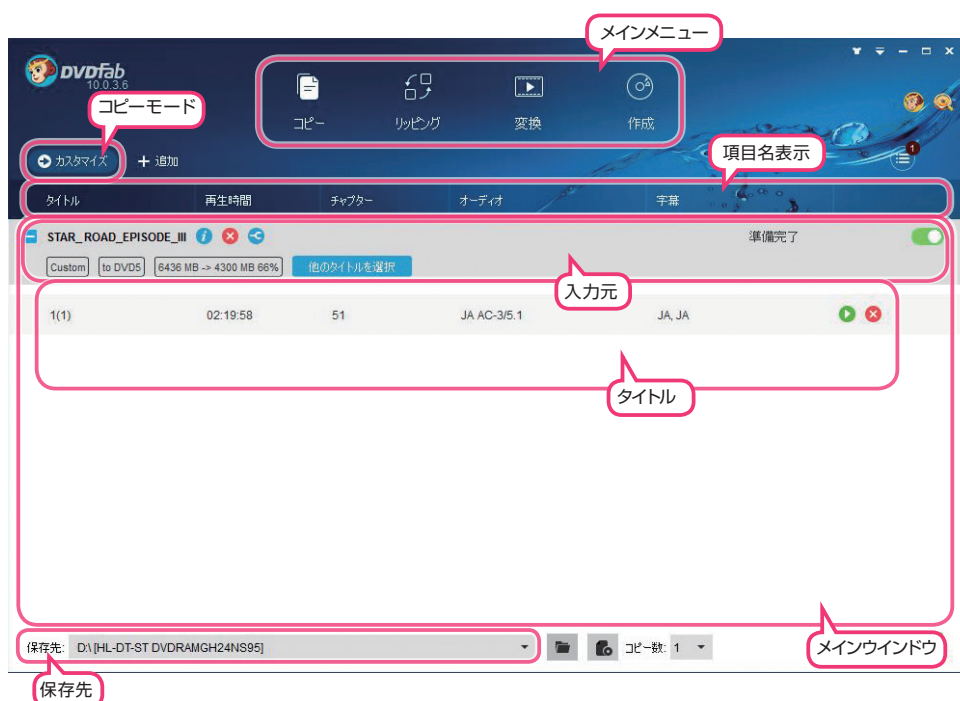 メインメニュー
DVDFab
10.0.3.6
コピーモード
コピー
リッピング
変換
作成
項目名表示
カスタマイズ
追加
1
タイトル
再生時間
チャプター
オーディオ
字幕
STAR_ROAD_EPISODE_III
準備完了
Custom
to DVD5
6436 MB -> 4300 MB 66%
他のタイトルを選択
入力元
1(1)
02:19:58
51
JA AC-3/5.1
JA, JA
タイトル
保存先: D:\ [HL-DT-ST DVDRAMGH24NS95]
コピー数: 1
メインウインドウ
保存先